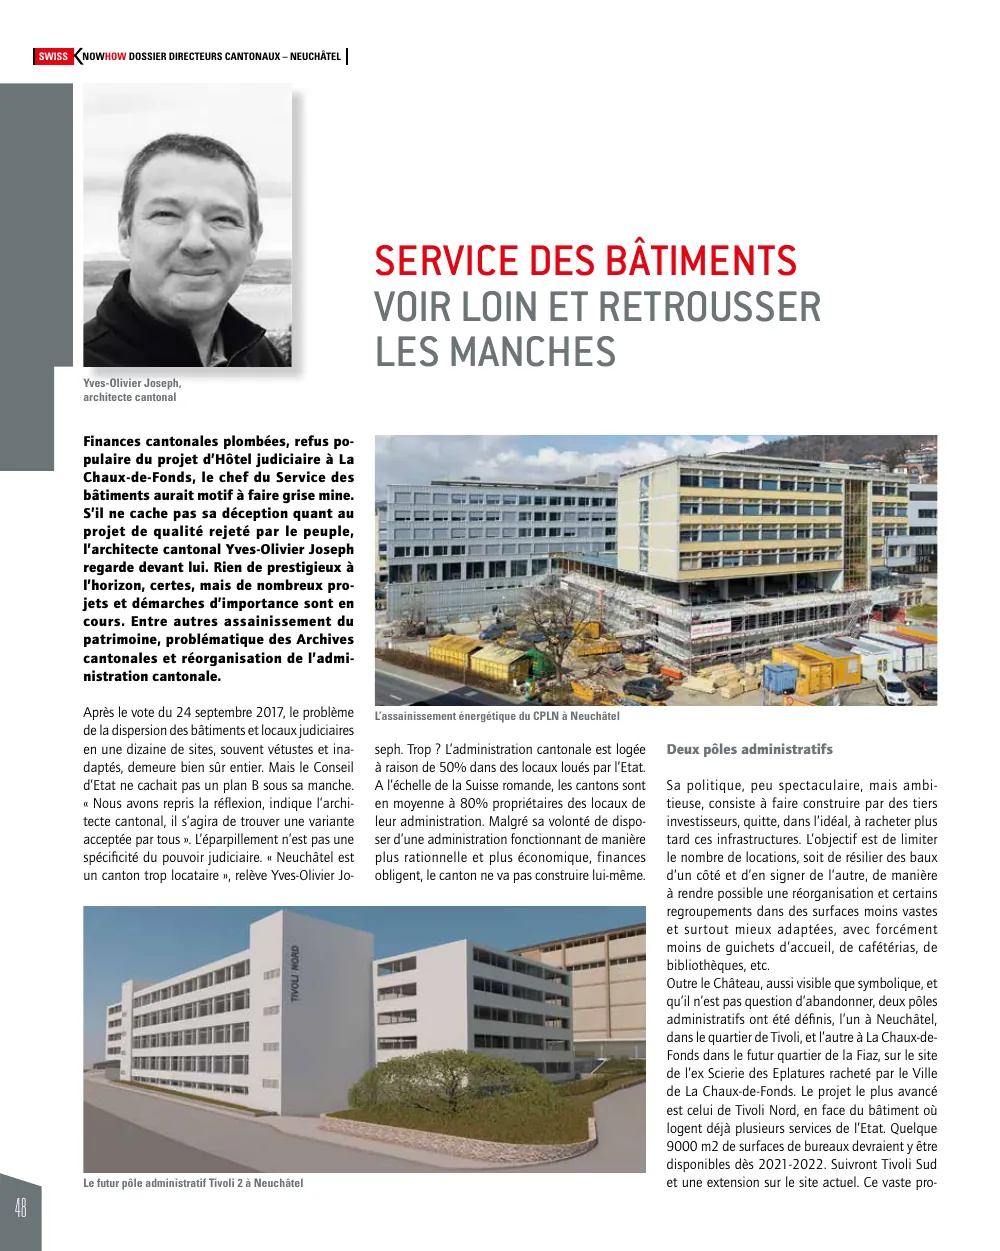 SWISS KNOWHOW DOSSIER DIRECTEURS CANTONAUX – NEUCHÂTEL
SERVICE DES BÂTIMENTS
VOIR LOIN ET RETROUSSER
LES MANCHES
Yves-Olivier Joseph,
architecte cantonal
Finances cantonales plombées, refus po-
pulaire du projet d’Hôtel judiciaire à La
Chaux-de-Fonds, le chef du Service des
bâtiments aurait motif à faire grise mine.
S’il ne cache pas sa déception quant au
projet de qualité rejeté par le peuple,
l’architecte cantonal Yves-Olivier Joseph
regarde devant lui. Rien de prestigieux à
l’horizon, certes, mais de nombreux pro-
jets et démarches d’importance sont en
cours. Entre autres assainissement du
patrimoine, problématique des Archives
cantonales et réorganisation de l’admi-
nistration cantonale.
Après le vote du 24 septembre 2017, le problème
de la dispersion des bâtiments et locaux judiciaires
en une dizaine de sites, souvent vétustes et ina-
daptés, demeure bien sûr entier. Mais le Conseil
d’Etat ne cachait pas un plan B sous sa manche.
« Nous avons repris la réflexion, indique l’archi-
tecte cantonal, il s’agira de trouver une variante
acceptée par tous ». L’éparpillement n’est pas une
spécificité du pouvoir judiciaire. « Neuchâtel est
un canton trop locataire », relève Yves-Olivier Jo-
L’assainissement énergétique du CPLN à Neuchâtel
seph. Trop ? L’administration cantonale est logée
à raison de 50% dans des locaux loués par l’Etat.
A l’échelle de la Suisse romande, les cantons sont
en moyenne à 80% propriétaires des locaux de
leur administration. Malgré sa volonté de dispo-
ser d’une administration fonctionnant de manière
plus rationnelle et plus économique, finances
obligent, le canton ne va pas construire lui-même.
Deux pôles administratifs
Sa politique, peu spectaculaire, mais ambi-
tieuse, consiste à faire construire par des tiers
investisseurs, quitte, dans l’idéal, à racheter plus
tard ces infrastructures. L’objectif est de limiter
le nombre de locations, soit de résilier des baux
d’un côté et d’en signer de l’autre, de manière
à rendre possible une réorganisation et certains
regroupements dans des surfaces moins vastes
et surtout mieux adaptées, avec forcément
moins de guichets d’accueil, de cafétérias, de
bibliothèques, etc.
Outre le Château, aussi visible que symbolique, et
qu’il n’est pas question d’abandonner, deux pôles
administratifs ont été définis, l’un à Neuchâtel,
dans le quartier de Tivoli, et l’autre à La Chaux-de-
Fonds dans le futur quartier de la Fiaz, sur le site
de l’ex Scierie des Eplatures racheté par le Ville
de La Chaux-de-Fonds. Le projet le plus avancé
est celui de Tivoli Nord, en face du bâtiment où
logent déjà plusieurs services de l’Etat. Quelque
9000 m2 de surfaces de bureaux devraient y être
disponibles dès 2021-2022. Suivront Tivoli Sud
et une extension sur le site actuel. Ce vaste pro-
TIVOLI NORD
Le futur pôle administratif Tivoli 2 à Neuchâtel
48